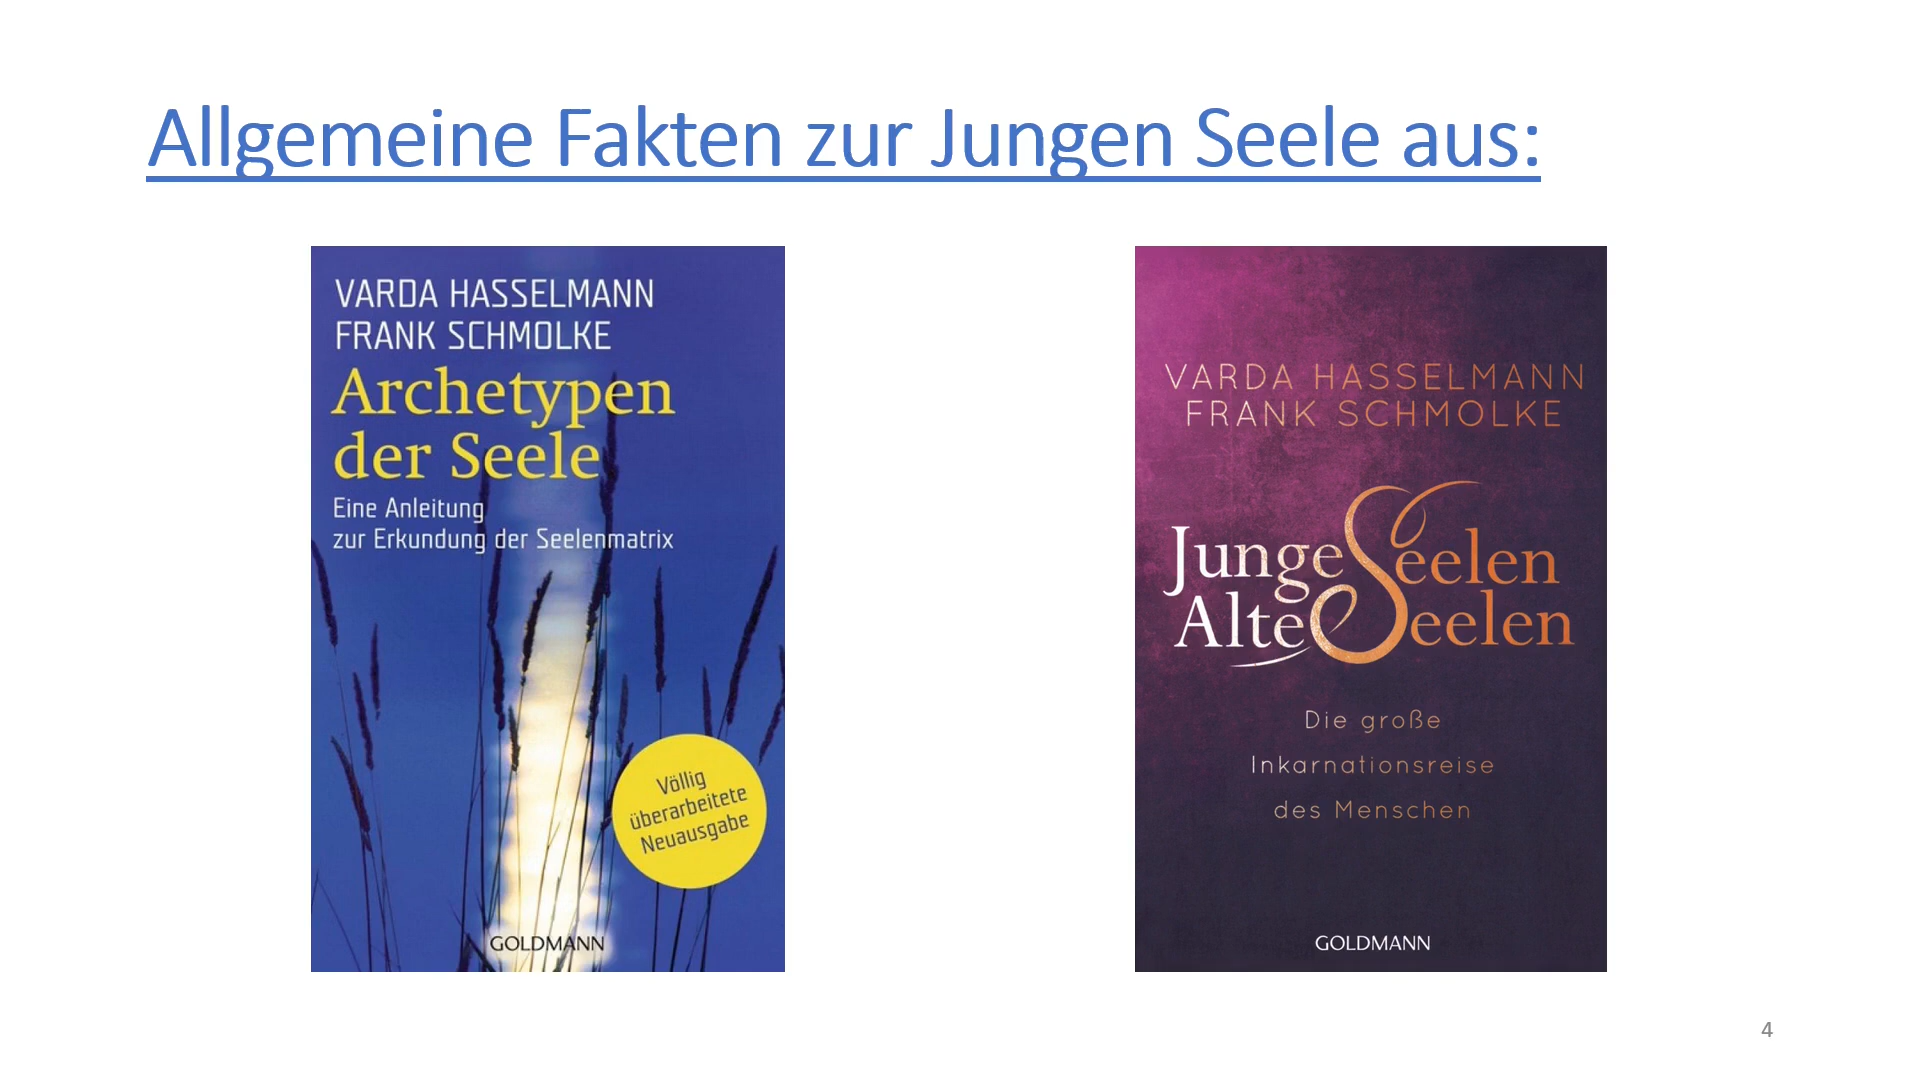 Allgemeine Fakten zur Jungen Seele aus:
VARDA HASSELMANN
FRANK SCHMOLKE
Archetypen
der Seele
Eine Anleitung
zur Erkundung der Seelenmatrix
Völlig
überarbeitete
Neuausgabe
GOLDMANN
VARDA HASSELMANN
FRANK SCHMOLKE
Junge Seelen
Alte Seelen
Die große
Inkarnationsreise
des Menschen
GOLDMANN
4